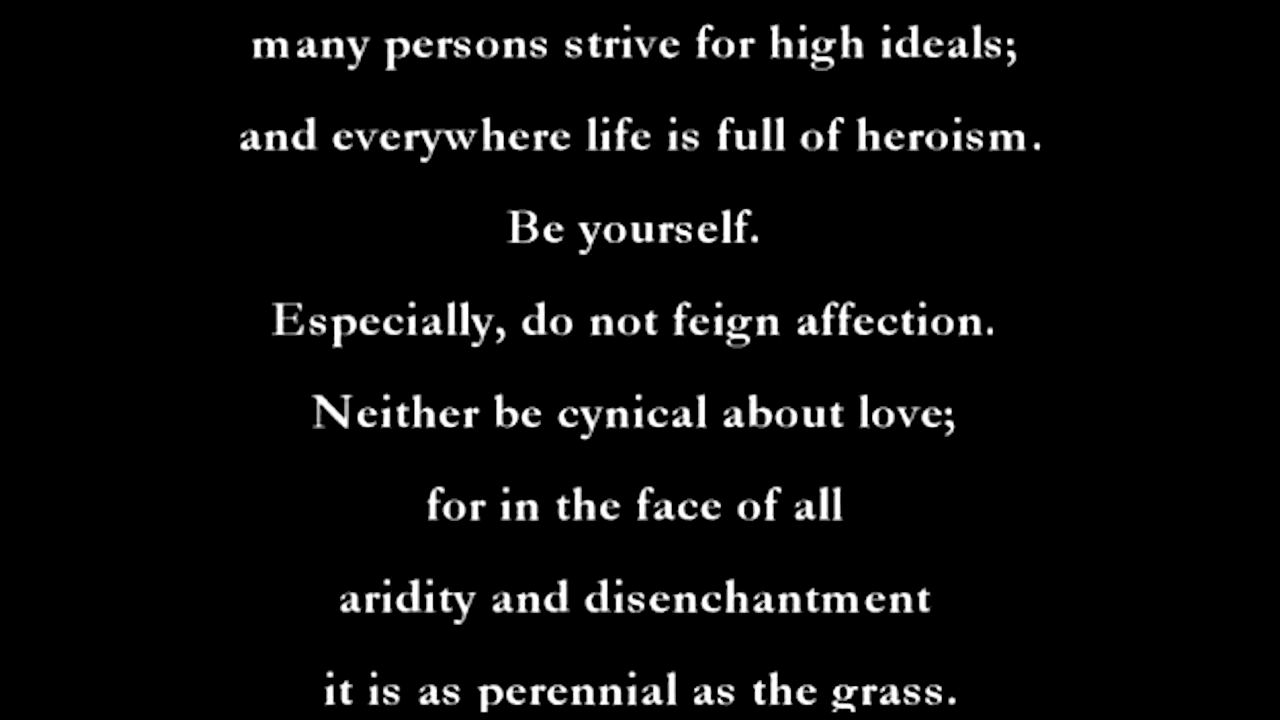 many persons strive for high ideals;
and everywhere life is full of heroism.
Be yourself.
Especially, do not feign affection.
Neither be cynical about love;
for in the face of all
aridity and disenchantment
it is as perennial as the grass.